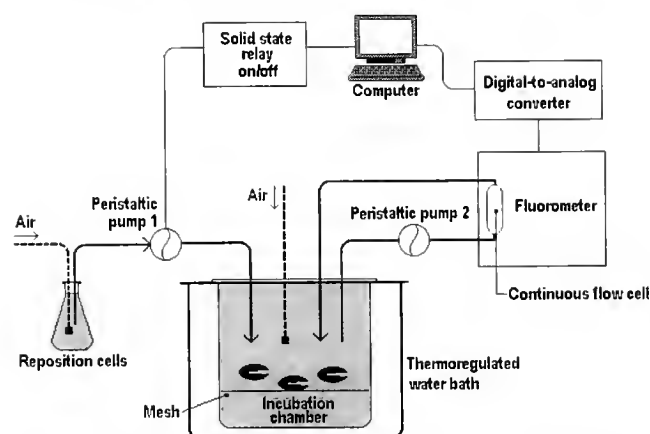 Solid state
relay
on/off
Computer
Digital-to-analog
converter
Air
Peristaltic
pump 1
Air
Peristaltic pump 2
Fluorometer
Continuous flow cell
Reposition cells
Thermoregulated
water bath
Mesh
Incubation
chamber